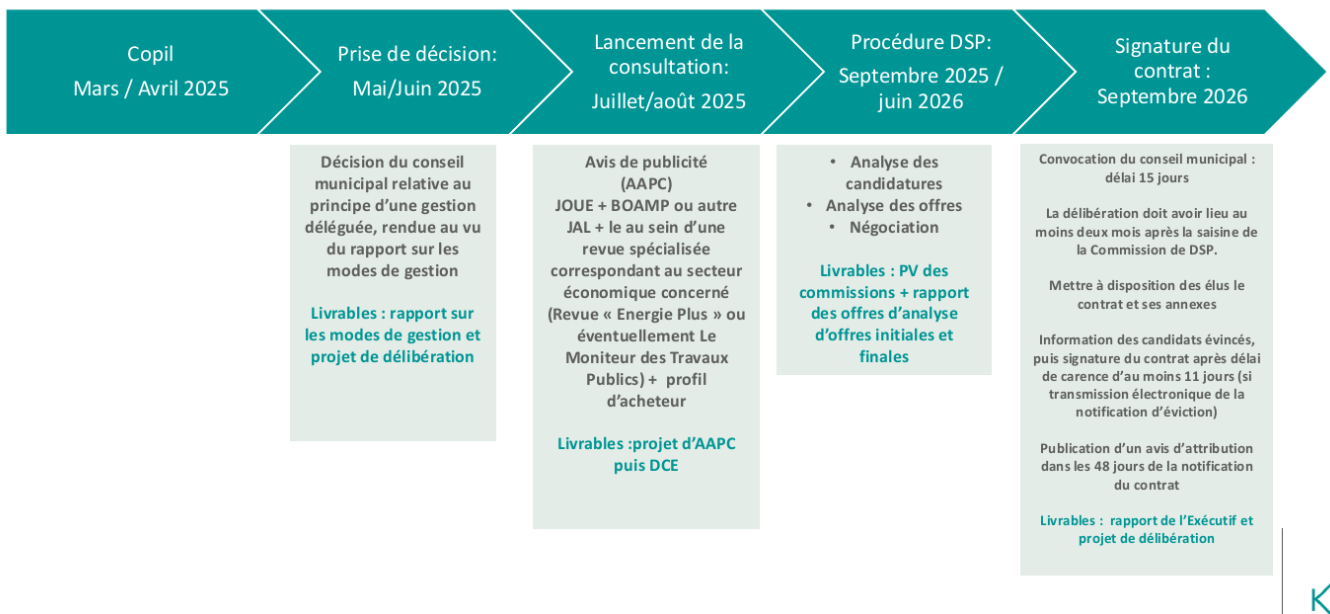 Copil
Mars / Avril 2025
Prise de décision:
Mai/Juin 2025
Lancement de la
consultation:
Juillet/août 2025
Procédure DSP:
Septembre 2025 /
juin 2026
Signature du
contrat :
Septembre 2026
Décision du conseil
municipal relative au
principe d’une gestion
déléguée, rendue au vu
du rapport sur les
modes de gestion
Livrables : rapport sur
les modes de gestion et
projet de délibération
Avis de publicité
(AAPC)
JOUE + BOAMP ou autre
JAL + le au sein d’une
revue spécialisée
correspondant au secteur
économique concerné
(Revue « Energie Plus » ou
éventuellement Le
Moniteur des Travaux
Publics) +  profil
d’acheteur
Livrables :projet d’AAPC
puis DCE
• Analyse des
candidatures
• Analyse des offres
• Négociation
Livrables : PV des
commissions + rapport
des offres d’analyse
d’offres initiales et
finales
Convocation du conseil municipal :
délai 15 jours
La délibération doit avoir lieu au
moins deux mois après la saisine de
la Commission de DSP.
Mettre à disposition des élus le
contrat et ses annexes
Information des candidats évincés,
puis signature du contrat après délai
de carence d’au moins 11 jours (si
transmission électronique de la
notification d’éviction)
Publication d’un avis d’attribution
dans les 48 jours de la notification
du contrat
Livrables :  rapport de l’Exécutif et
projet de délibération
K